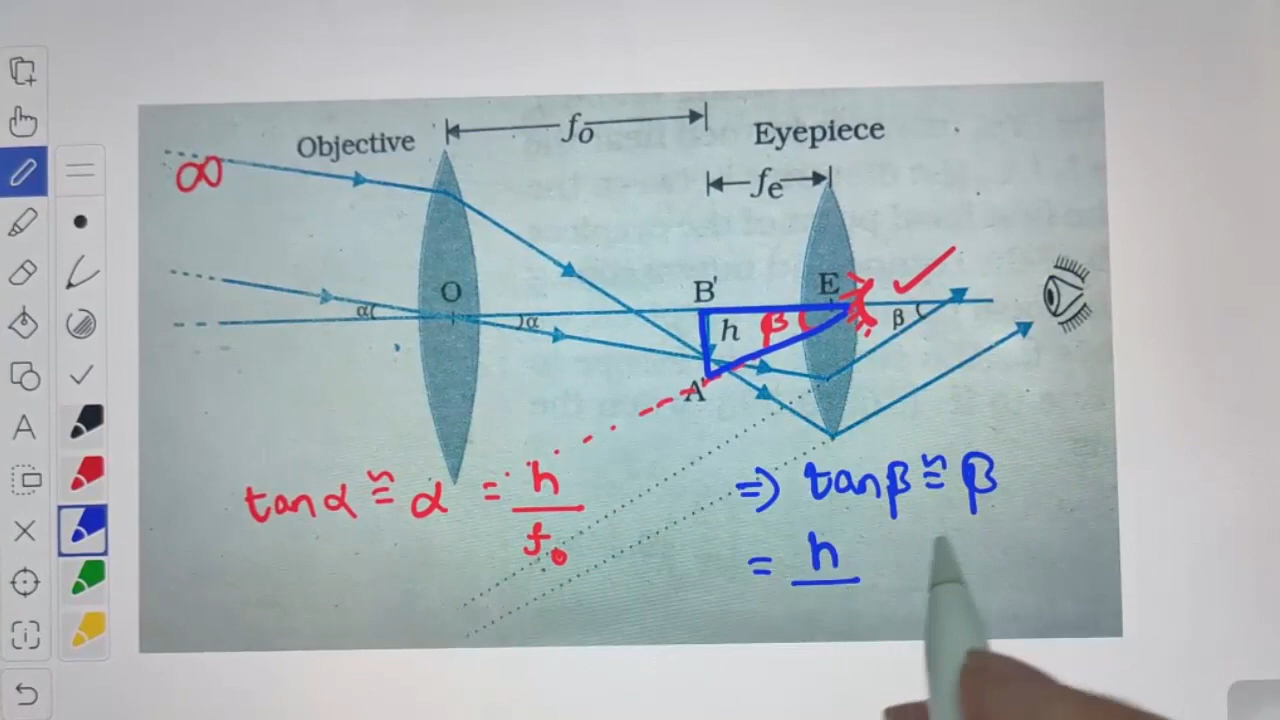 f₀
Objective
Eyepiece
fₑ
∞
O
B'
E
α
α
h
β
β
A'
tan α ≅ α = h / f₀
⇒ tan β ≅ β
= h
A